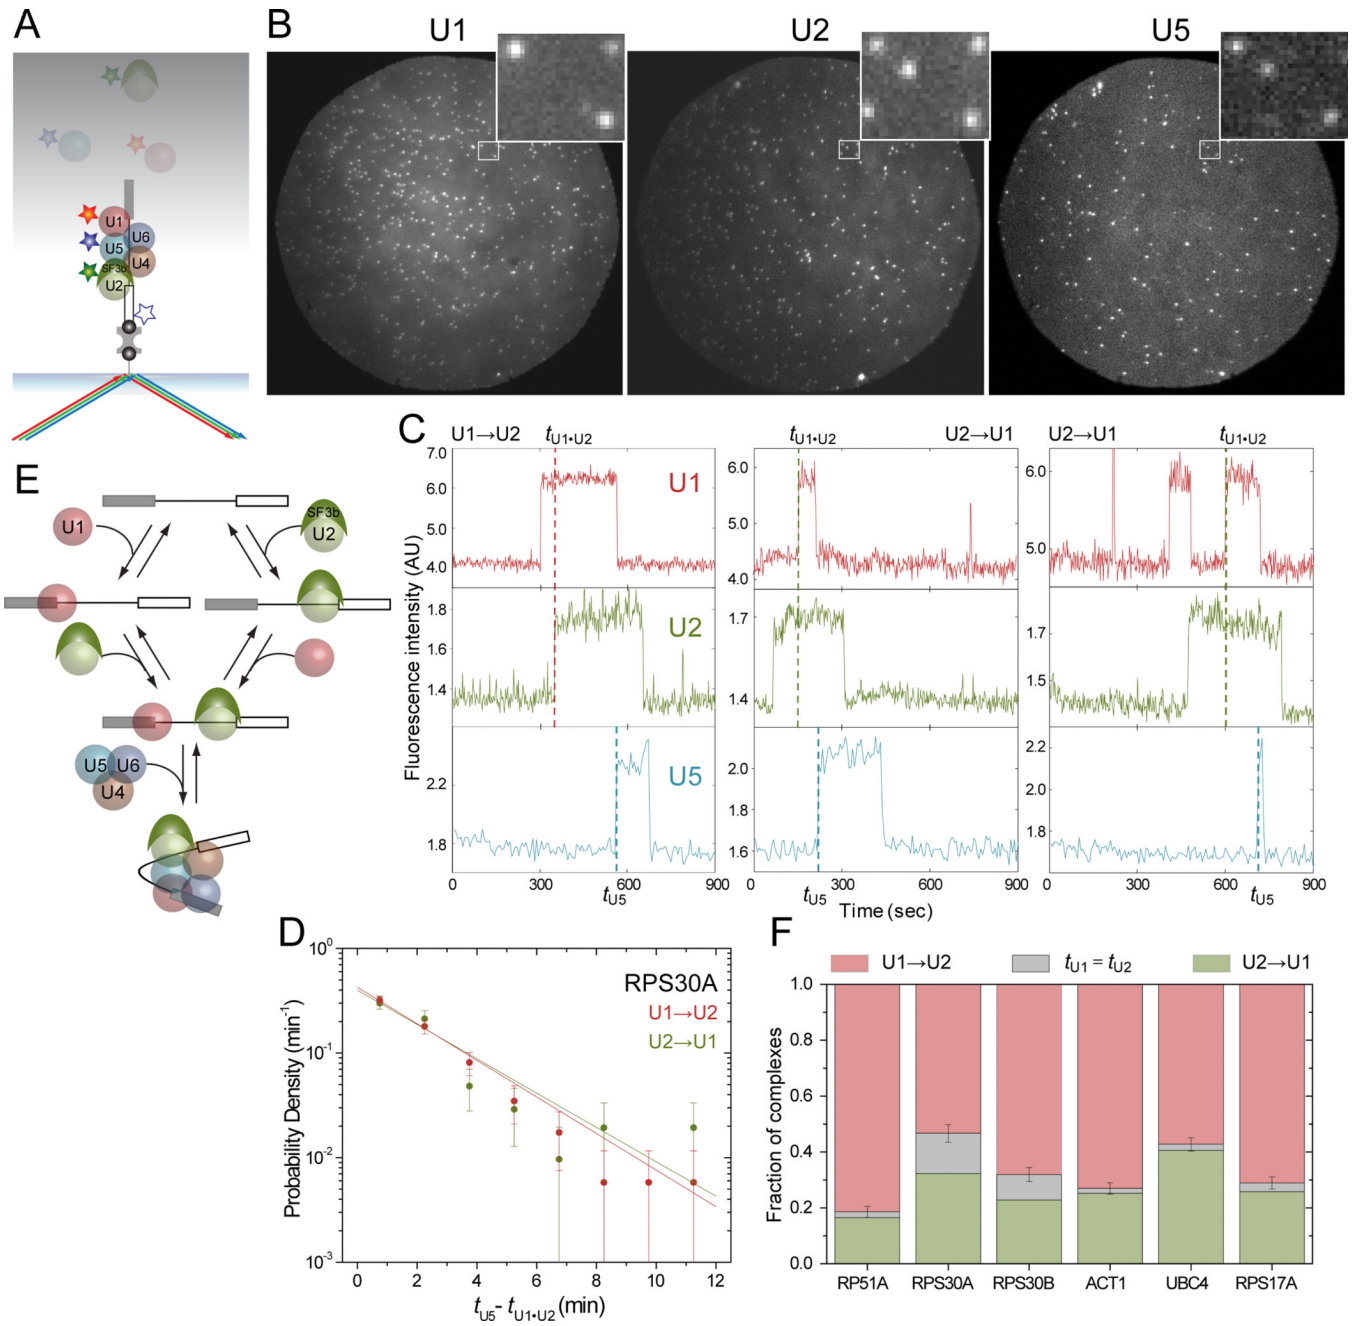 A
U1
U6
U5
U4
SF3b
U2
B
U1
U2
U5
C
U1→U2
tU1•U2
tU1•U2
U2→U1
U2→U1
tU1•U2
Fluorescence intensity (AU)
7.0
6.0
5.0
4.0
U1
6.0
5.0
4.0
6.0
5.0
1.8
1.6
1.4
U2
1.7
1.4
1.7
1.5
2.2
1.8
U5
2.0
1.8
1.6
2.2
2.0
1.8
1.6
0
300
600
900
0
300
600
900
0
300
600
900
tU5
tU5
Time (sec)
tU5
E
U1
SF3b
U2
U5
U6
U4
D
Probability Density (min-1)
100
10-1
10-2
10-3
RPS30A
U1→U2
U2→U1
0
2
4
6
8
10
12
tU5- tU1•U2 (min)
F
U1→U2
tU1 = tU2
U2→U1
Fraction of complexes
1.0
0.8
0.6
0.4
0.2
0.0
RP51A
RPS30A
RPS30B
ACT1
UBC4
RPS17A